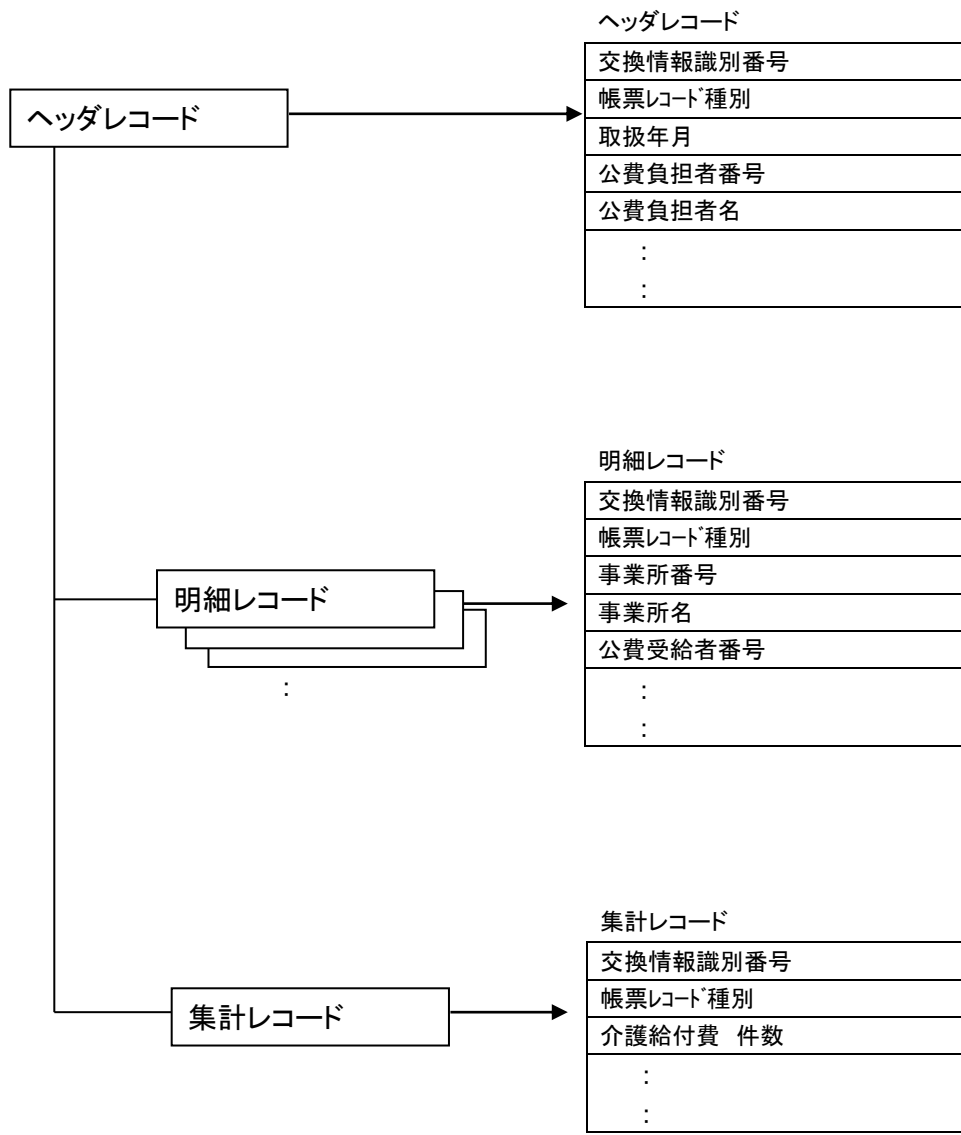 ヘッダレコード
交換情報識別番号
帳票ﾚｺｰﾄﾞ種別
取扱年月
公費負担者番号
公費負担者名
:
:
ヘッダレコード
明細レコード
交換情報識別番号
帳票ﾚｺｰﾄﾞ種別
事業所番号
事業所名
公費受給者番号
:
:
明細レコード
:
集計レコード
交換情報識別番号
帳票ﾚｺｰﾄﾞ種別
介護給付費　件数
:
:
集計レコード